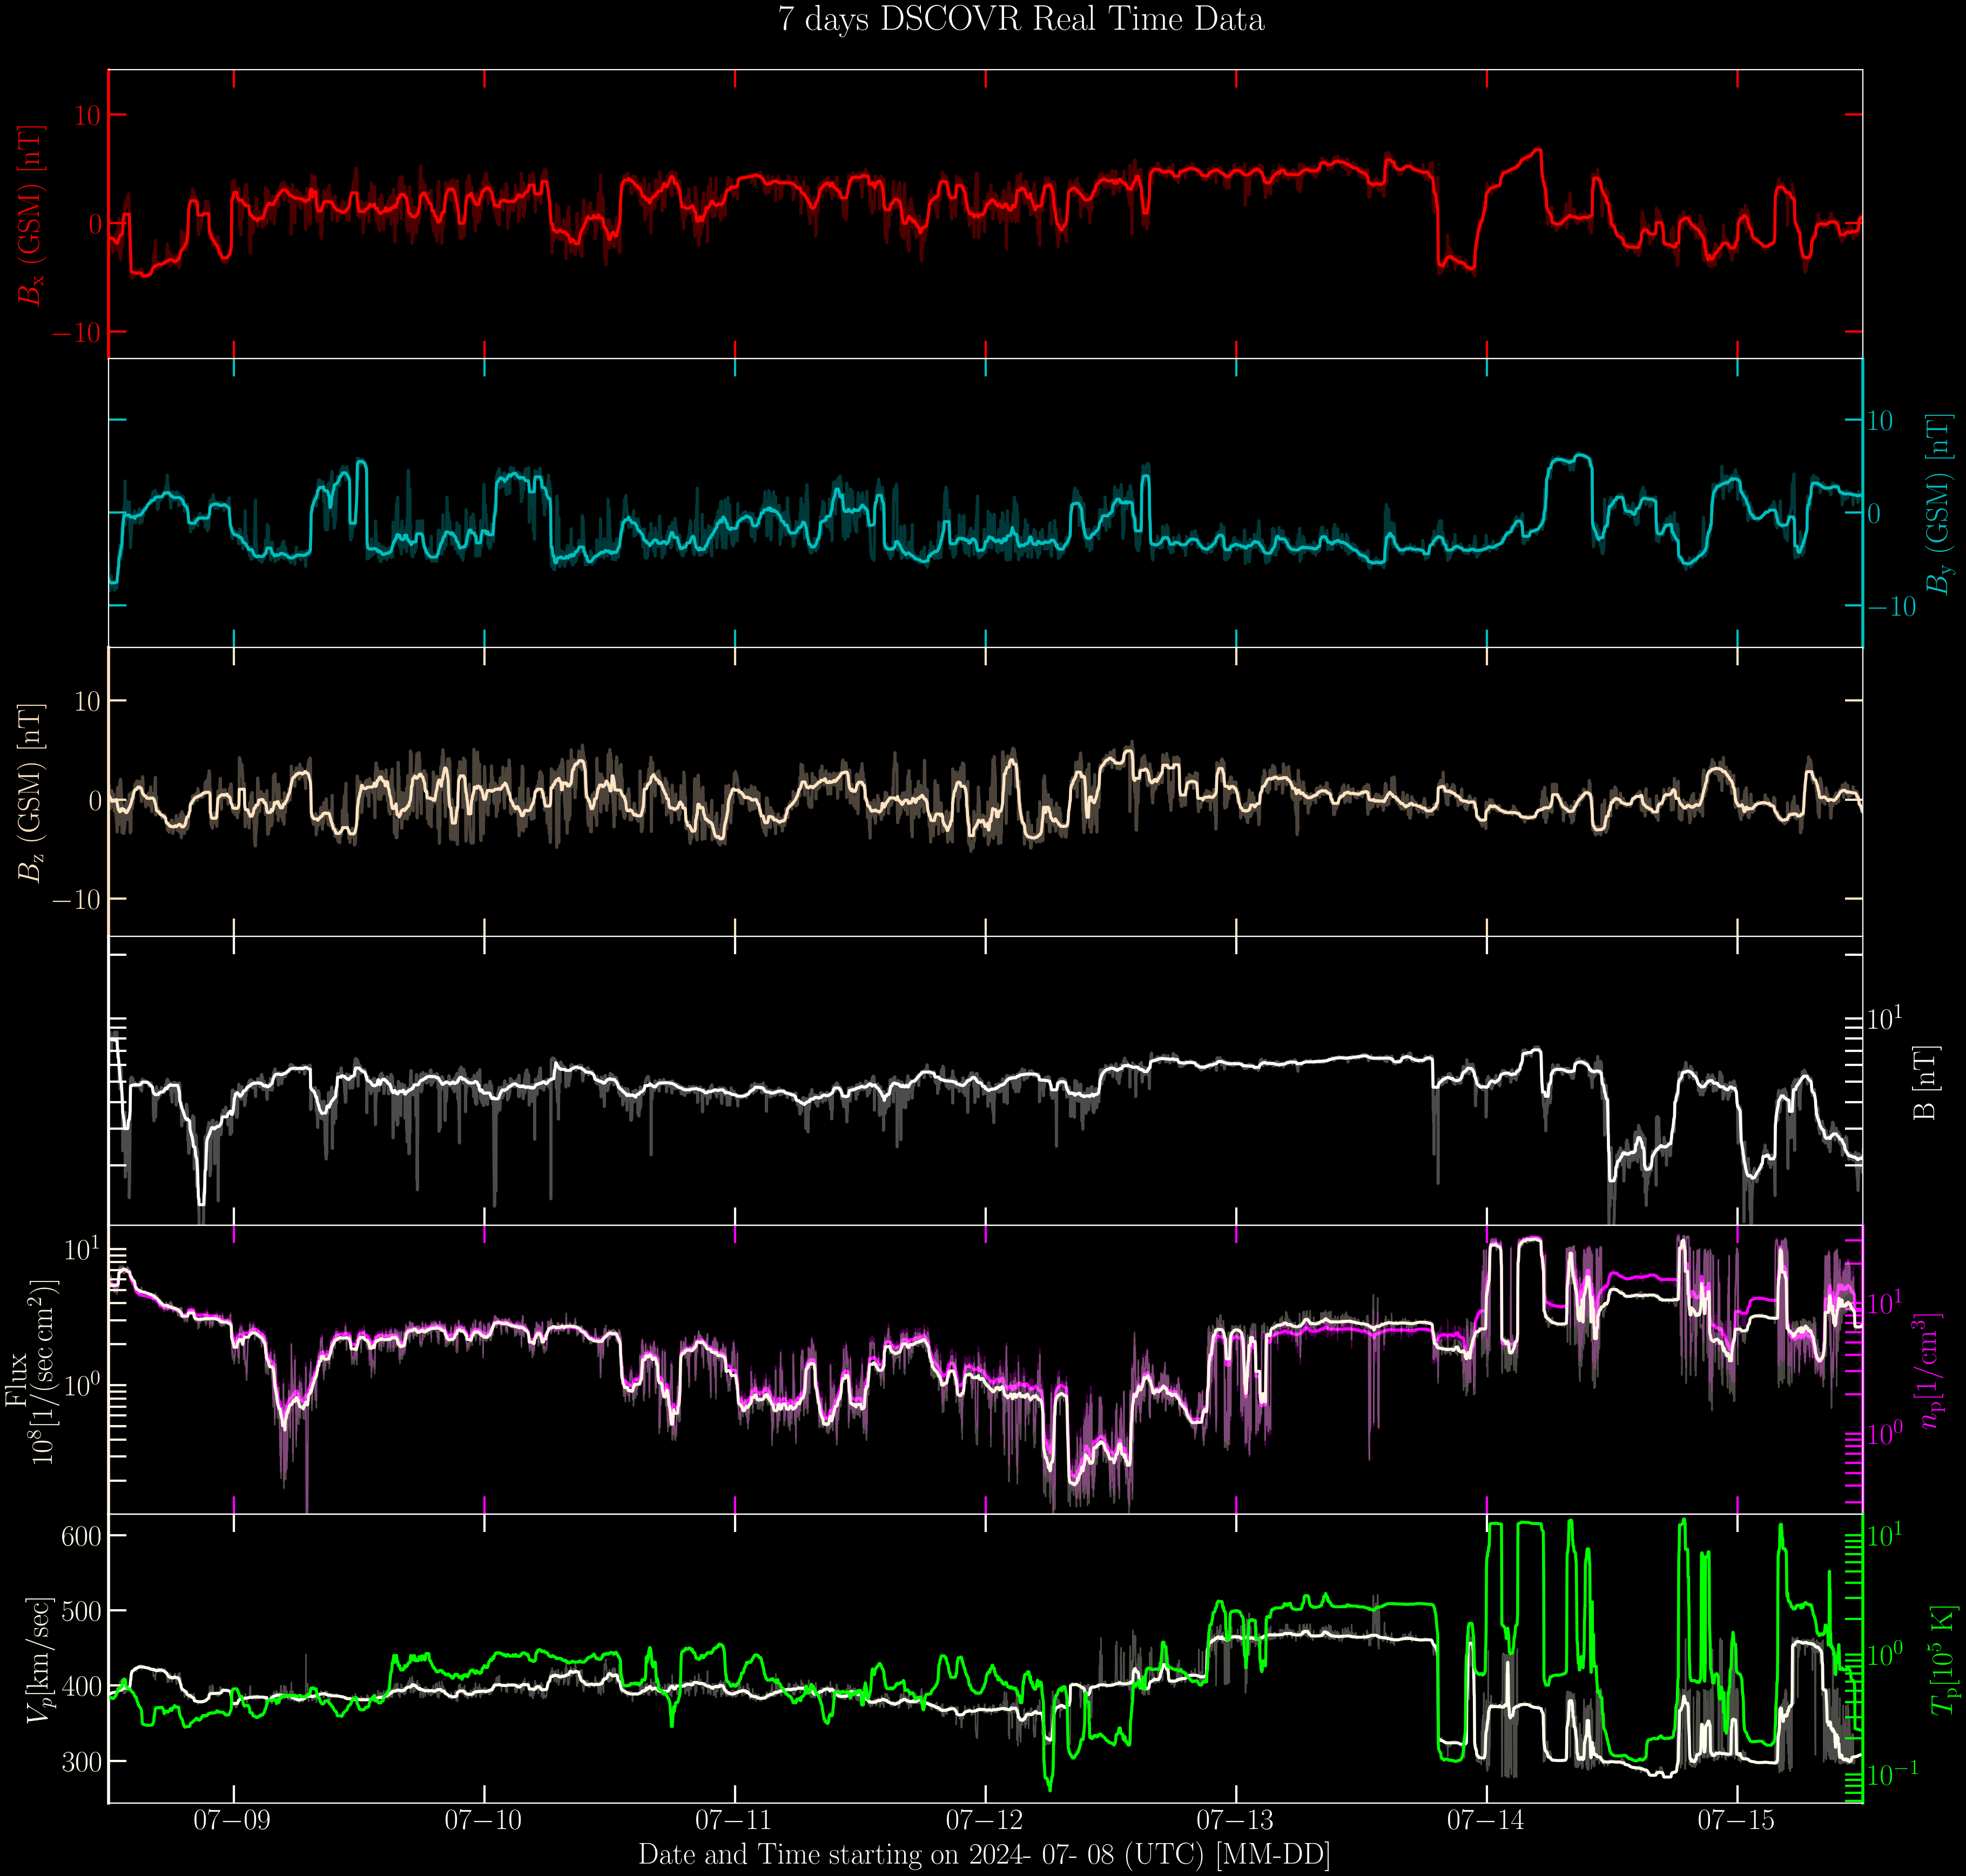 7 days DSCOVR Real Time Data
10
0
−10
Bx (GSM) [nT]
10
0
−10
By (GSM) [nT]
10
0
−10
Bz (GSM) [nT]
10¹
B [nT]
10¹
10⁰
Flux
10⁸[1/(sec cm²)]
10¹
10⁰
np[1/cm³]
600
500
400
300
Vp[km/sec]
10¹
10⁰
10⁻¹
Tp[10⁵ K]
07−09 07−10 07−11 07−12 07−13 07−14 07−15
Date and Time starting on 2024- 07- 08 (UTC) [MM-DD]